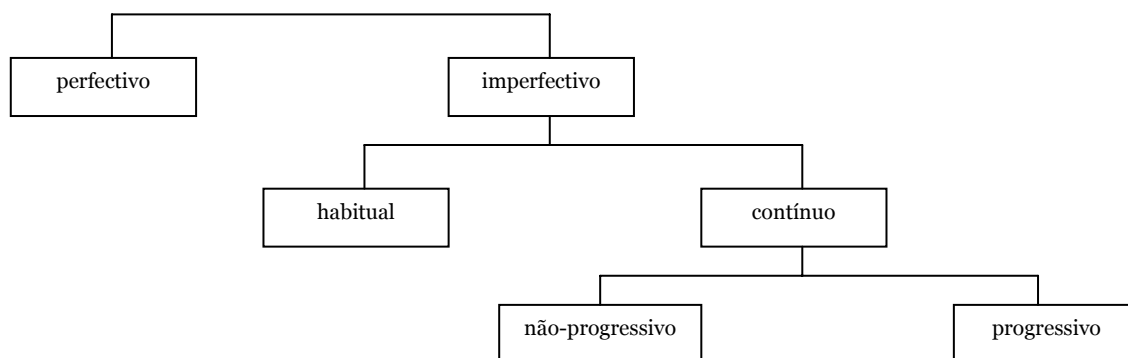 perfectivo
imperfectivo
habitual
contínuo
não-progressivo
progressivo